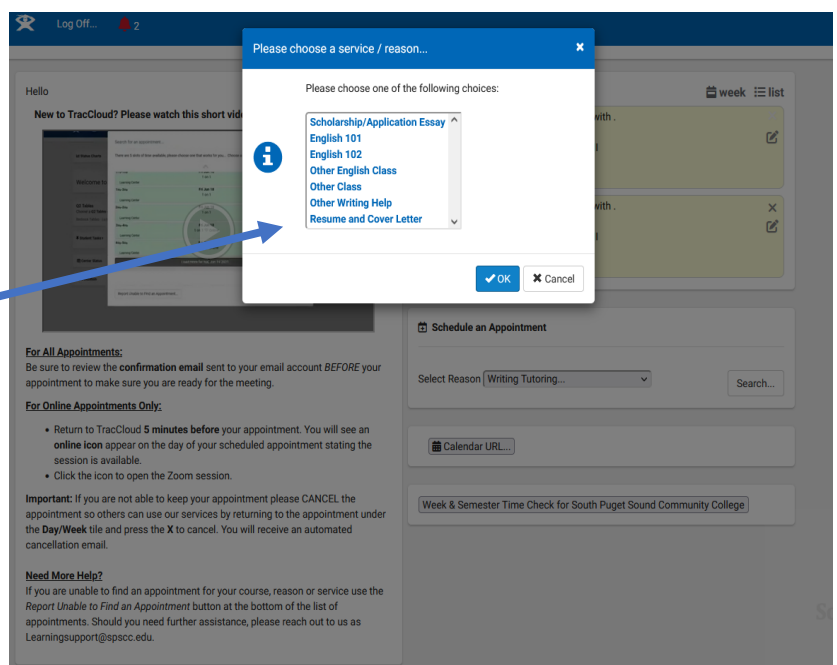 Log Off...
2
Please choose a service / reason...
Please choose one of the following choices:
Scholarship/Application Essay
English 101
English 102
Other English Class
Other Class
Other Writing Help
Resume and Cover Letter
OK
Cancel
Hello
New to TracCloud? Please watch this short vid
Search for an appointment...
Welcome to
week
list
with .
with .
Schedule an Appointment
Select Reason
Writing Tutoring...
Search...
Calendar URL...
Week & Semester Time Check for South Puget Sound Community College
For All Appointments:
Be sure to review the confirmation email sent to your email account BEFORE your
appointment to make sure you are ready for the meeting.
For Online Appointments Only:
• Return to TracCloud 5 minutes before your appointment. You will see an
online icon appear on the day of your scheduled appointment stating the
session is available.
• Click the icon to open the Zoom session.
Important: If you are not able to keep your appointment please CANCEL the
appointment so others can use our services by returning to the appointment under
the Day/Week tile and press the X to cancel. You will receive an automated
cancellation email.
Need More Help?
If you are unable to find an appointment for your course, reason or service use the
Report Unable to Find an Appointment button at the bottom of the list of
appointments. Should you need further assistance, please reach out to us as
Learningsupport@spscc.edu.